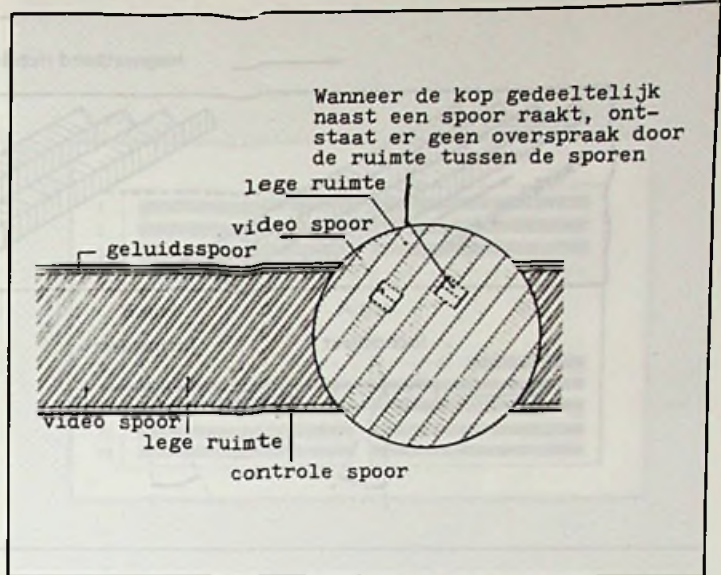 Wanneer de kop gedeeltelijk
naast een spoor raakt, ont-
staat er geen overspraak door
de ruimte tussen de sporen
lege ruimte
video spoor
geluidsspoor
video spoor
lege ruimte
controle spoor